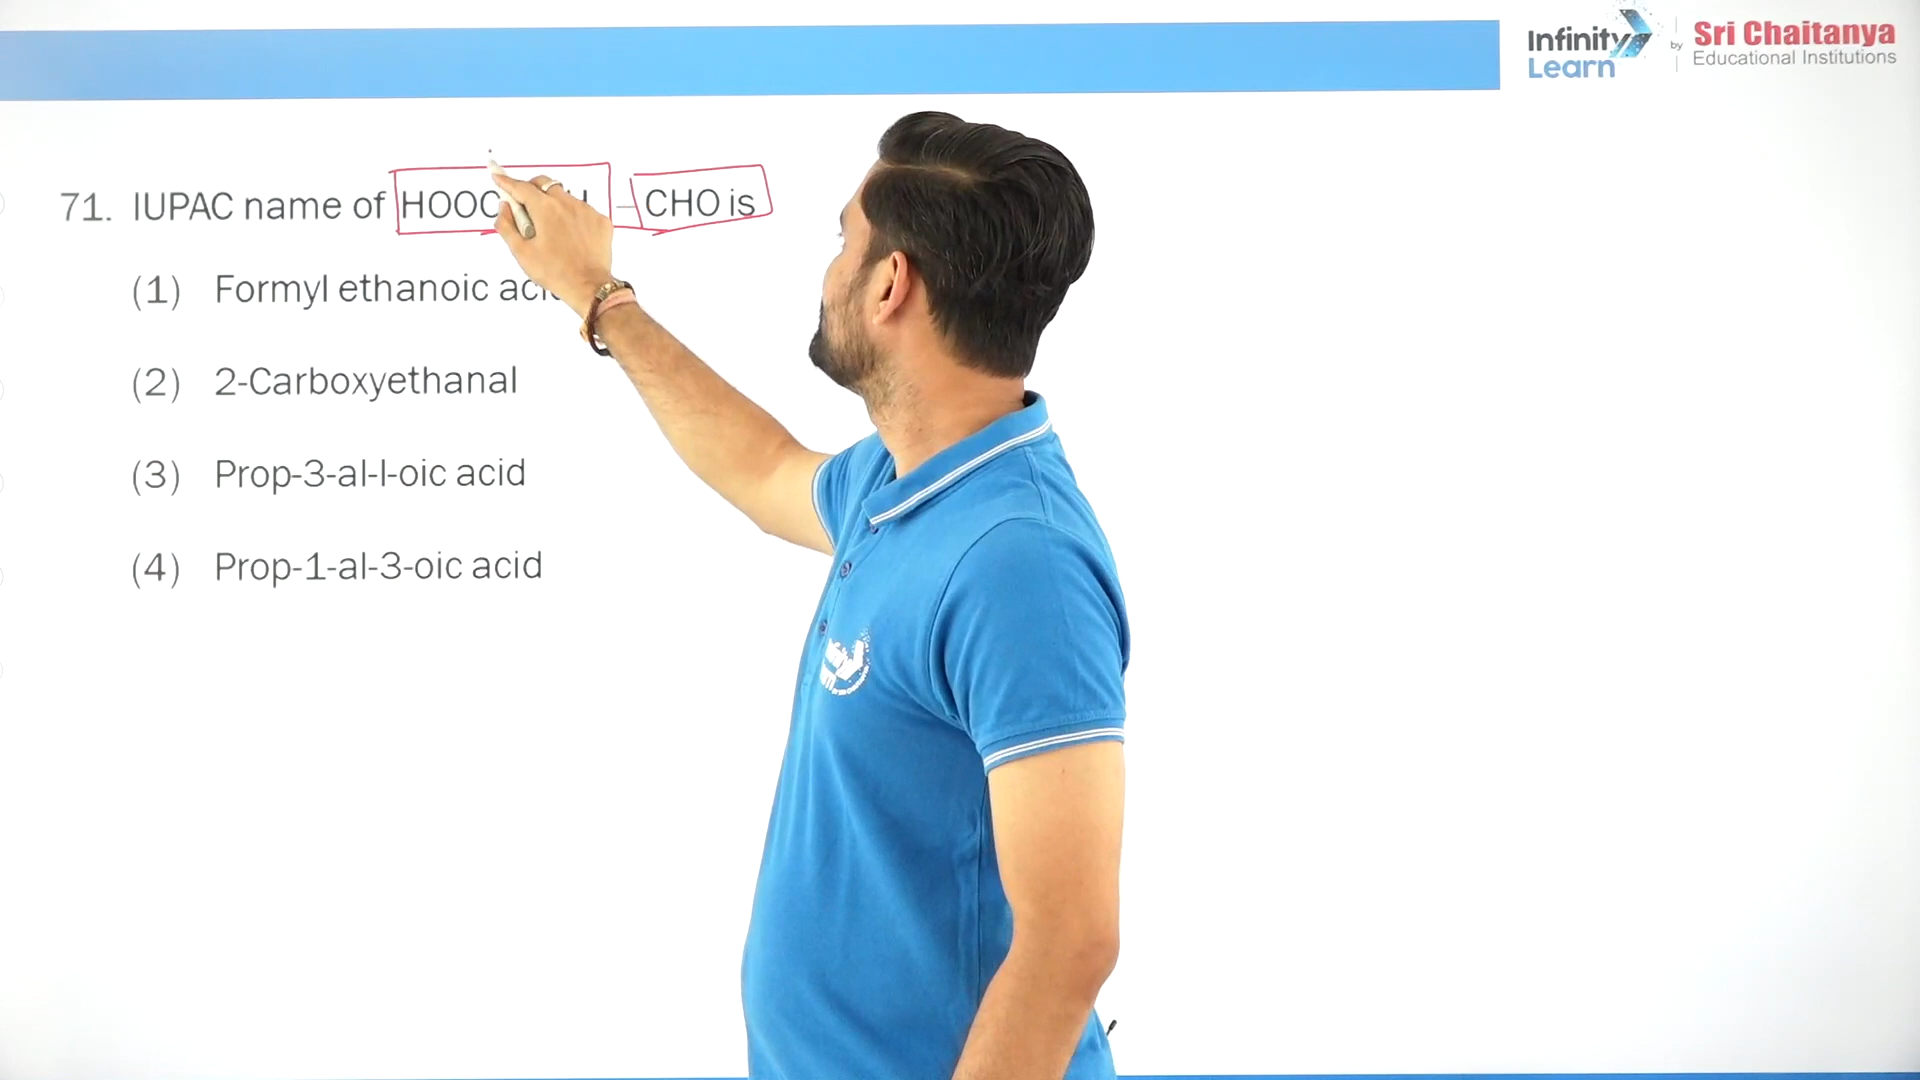 Infinity Learn by Sri Chaitanya Educational Institutions
71. IUPAC name of HOOC – CHO is
(1) Formyl ethanoic
(2) 2-Carboxyethanal
(3) Prop-3-al-l-oic acid
(4) Prop-1-al-3-oic acid